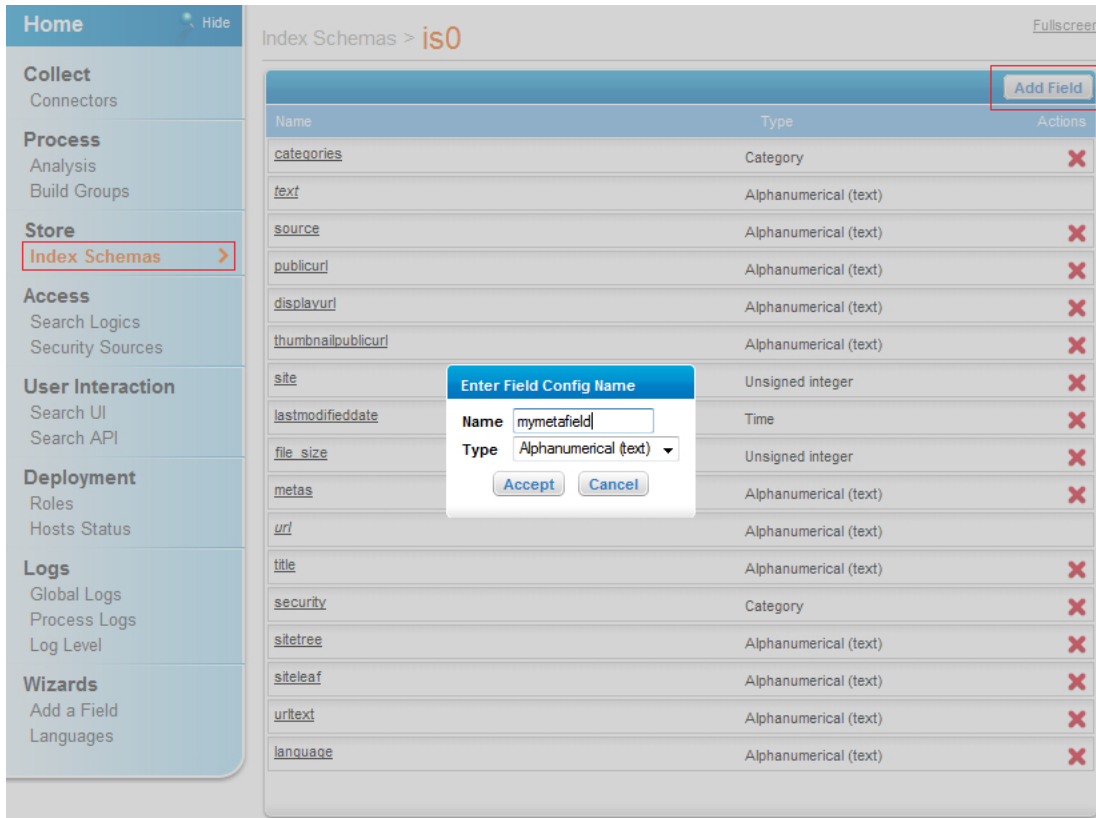 Home
Hide
Collect
Connectors
Process
Analysis
Build Groups
Store
Index Schemas
Access
Search Logics
Security Sources
User Interaction
Search UI
Search API
Deployment
Roles
Hosts Status
Logs
Global Logs
Process Logs
Log Level
Wizards
Add a Field
Languages
Index Schemas > is0
Fullscreen
Add Field
Name Type Actions
categories Category
text Alphanumerical (text)
source Alphanumerical (text)
publicurl Alphanumerical (text)
displayurl Alphanumerical (text)
thumbnailpublicurl Alphanumerical (text)
site Unsigned integer
lastmodifieddate Time
file_size Unsigned integer
metas Alphanumerical (text)
url Alphanumerical (text)
title Alphanumerical (text)
security Category
sitetree Alphanumerical (text)
siteleaf Alphanumerical (text)
urltext Alphanumerical (text)
language Alphanumerical (text)
Enter Field Config Name
Name mymetafield
Type Alphanumerical (text)
Accept Cancel